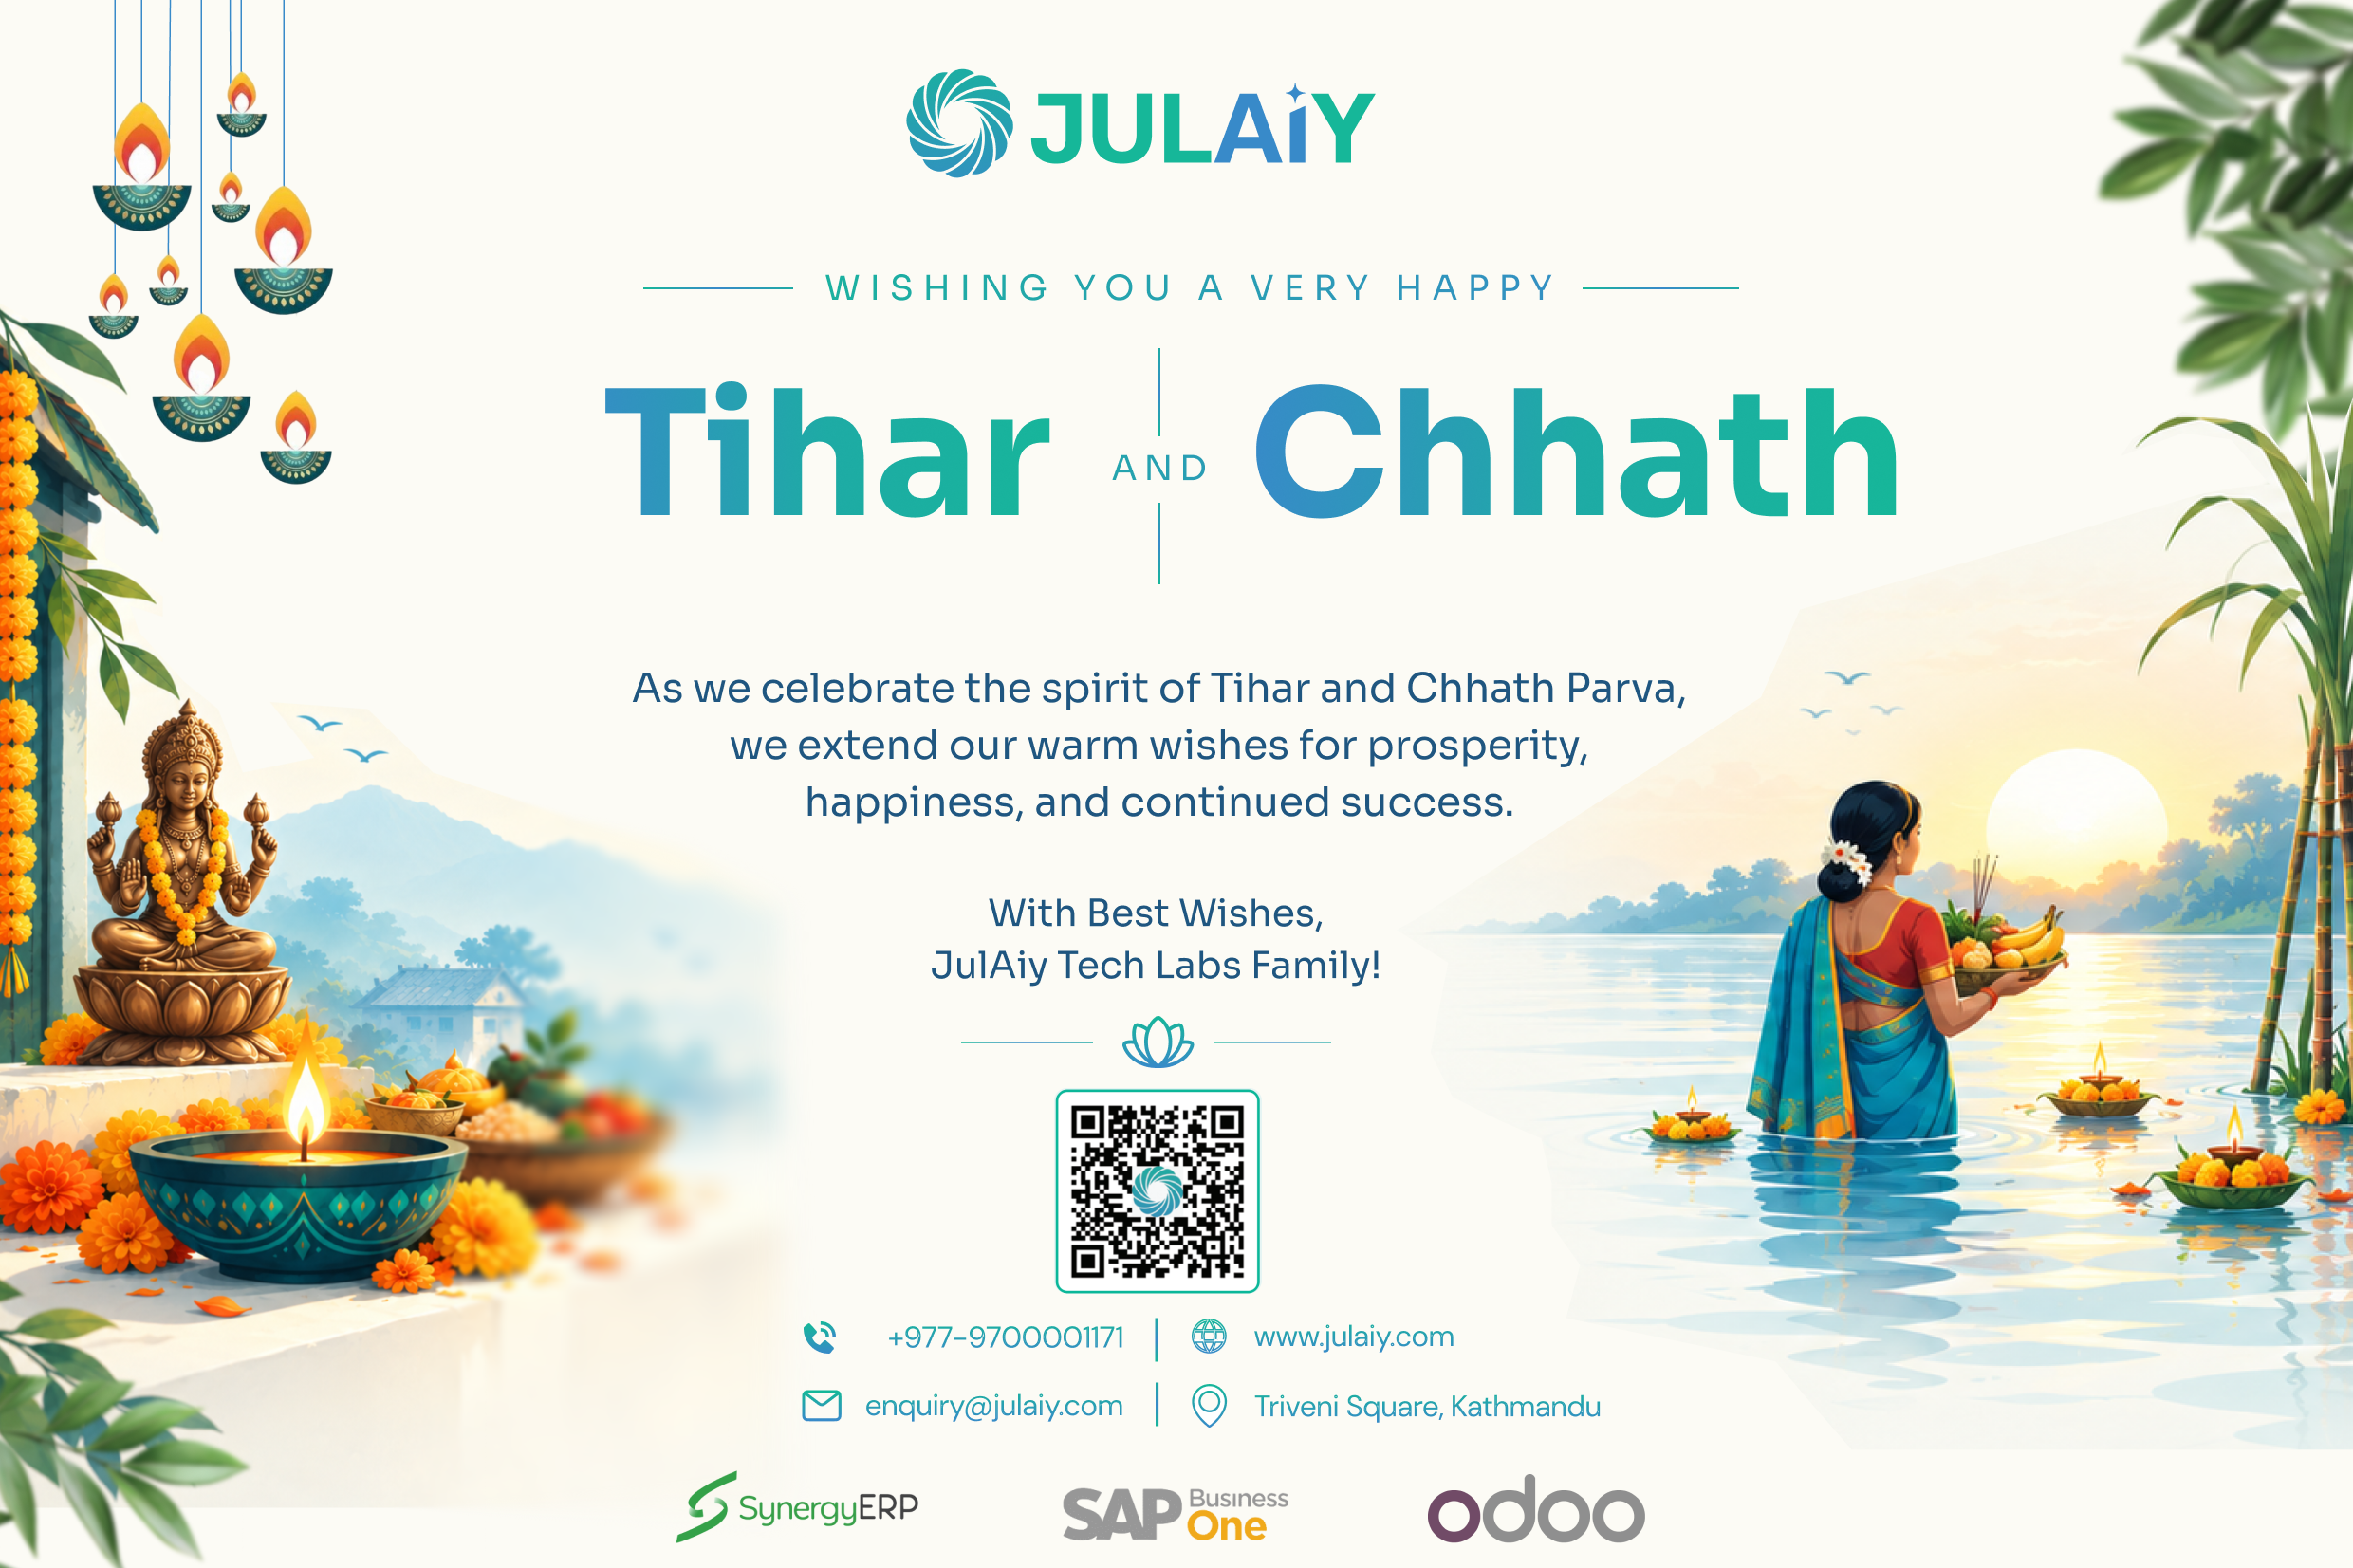 JULAiY
WISHING YOU A VERY HAPPY
Tihar AND Chhath
As we celebrate the spirit of Tihar and Chhath Parva,
we extend our warm wishes for prosperity,
happiness, and continued success.
With Best Wishes,
JulAiy Tech Labs Family!
+977-9700001171 | www.julaiy.com
enquiry@julaiy.com | Triveni Square, Kathmandu
SynergyERP
SAP Business One
odoo